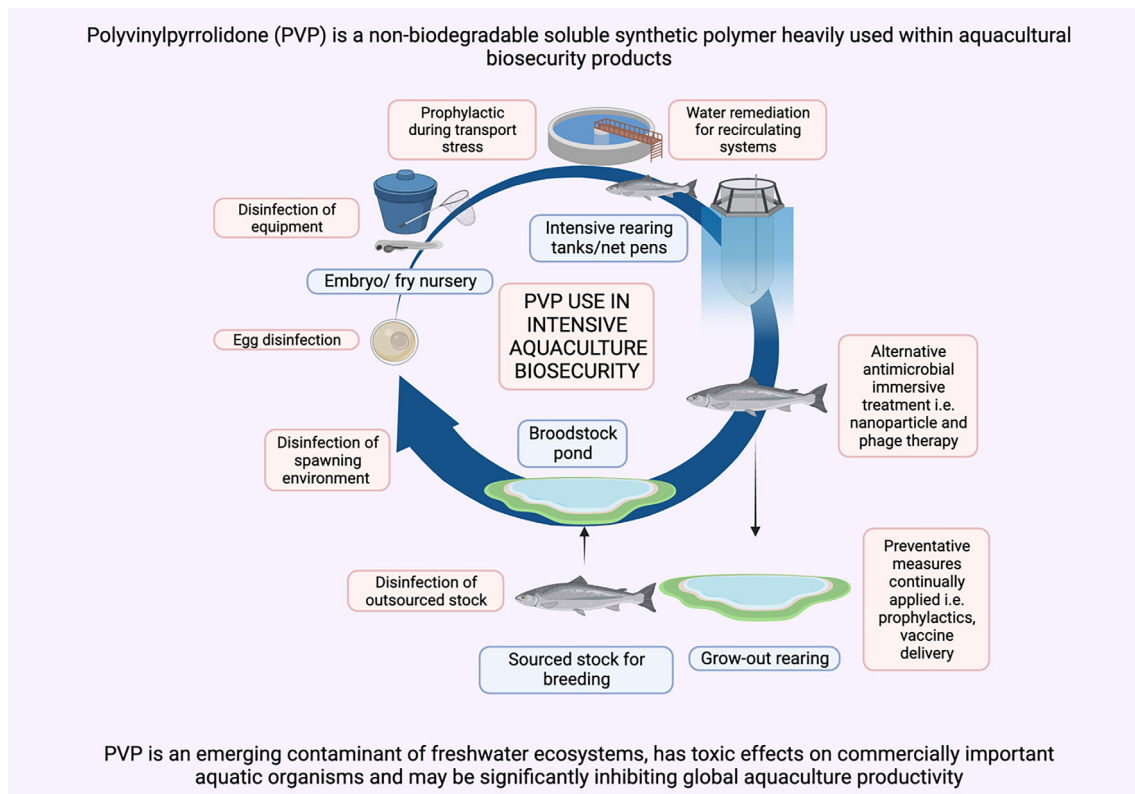 Polyvinylpyrrolidone (PVP) is a non-biodegradable soluble synthetic polymer heavily used within aquacultural
biosecurity products
Prophylactic
during transport
stress
Water remediation
for recirculating
systems
Disinfection of
equipment
Intensive rearing
tanks/net pens
Embryo/ fry nursery
PVP USE IN
INTENSIVE
AQUACULTURE
BIOSECURITY
Egg disinfection
Alternative
antimicrobial
immersive
treatment i.e.
nanoparticle and
phage therapy
Broodstock
pond
Disinfection of
spawning
environment
Preventative
measures
continually
applied i.e.
prophylactics,
vaccine
delivery
Disinfection of
outsourced stock
Sourced stock for
breeding
Grow-out rearing
PVP is an emerging contaminant of freshwater ecosystems, has toxic effects on commercially important
aquatic organisms and may be significantly inhibiting global aquaculture productivity